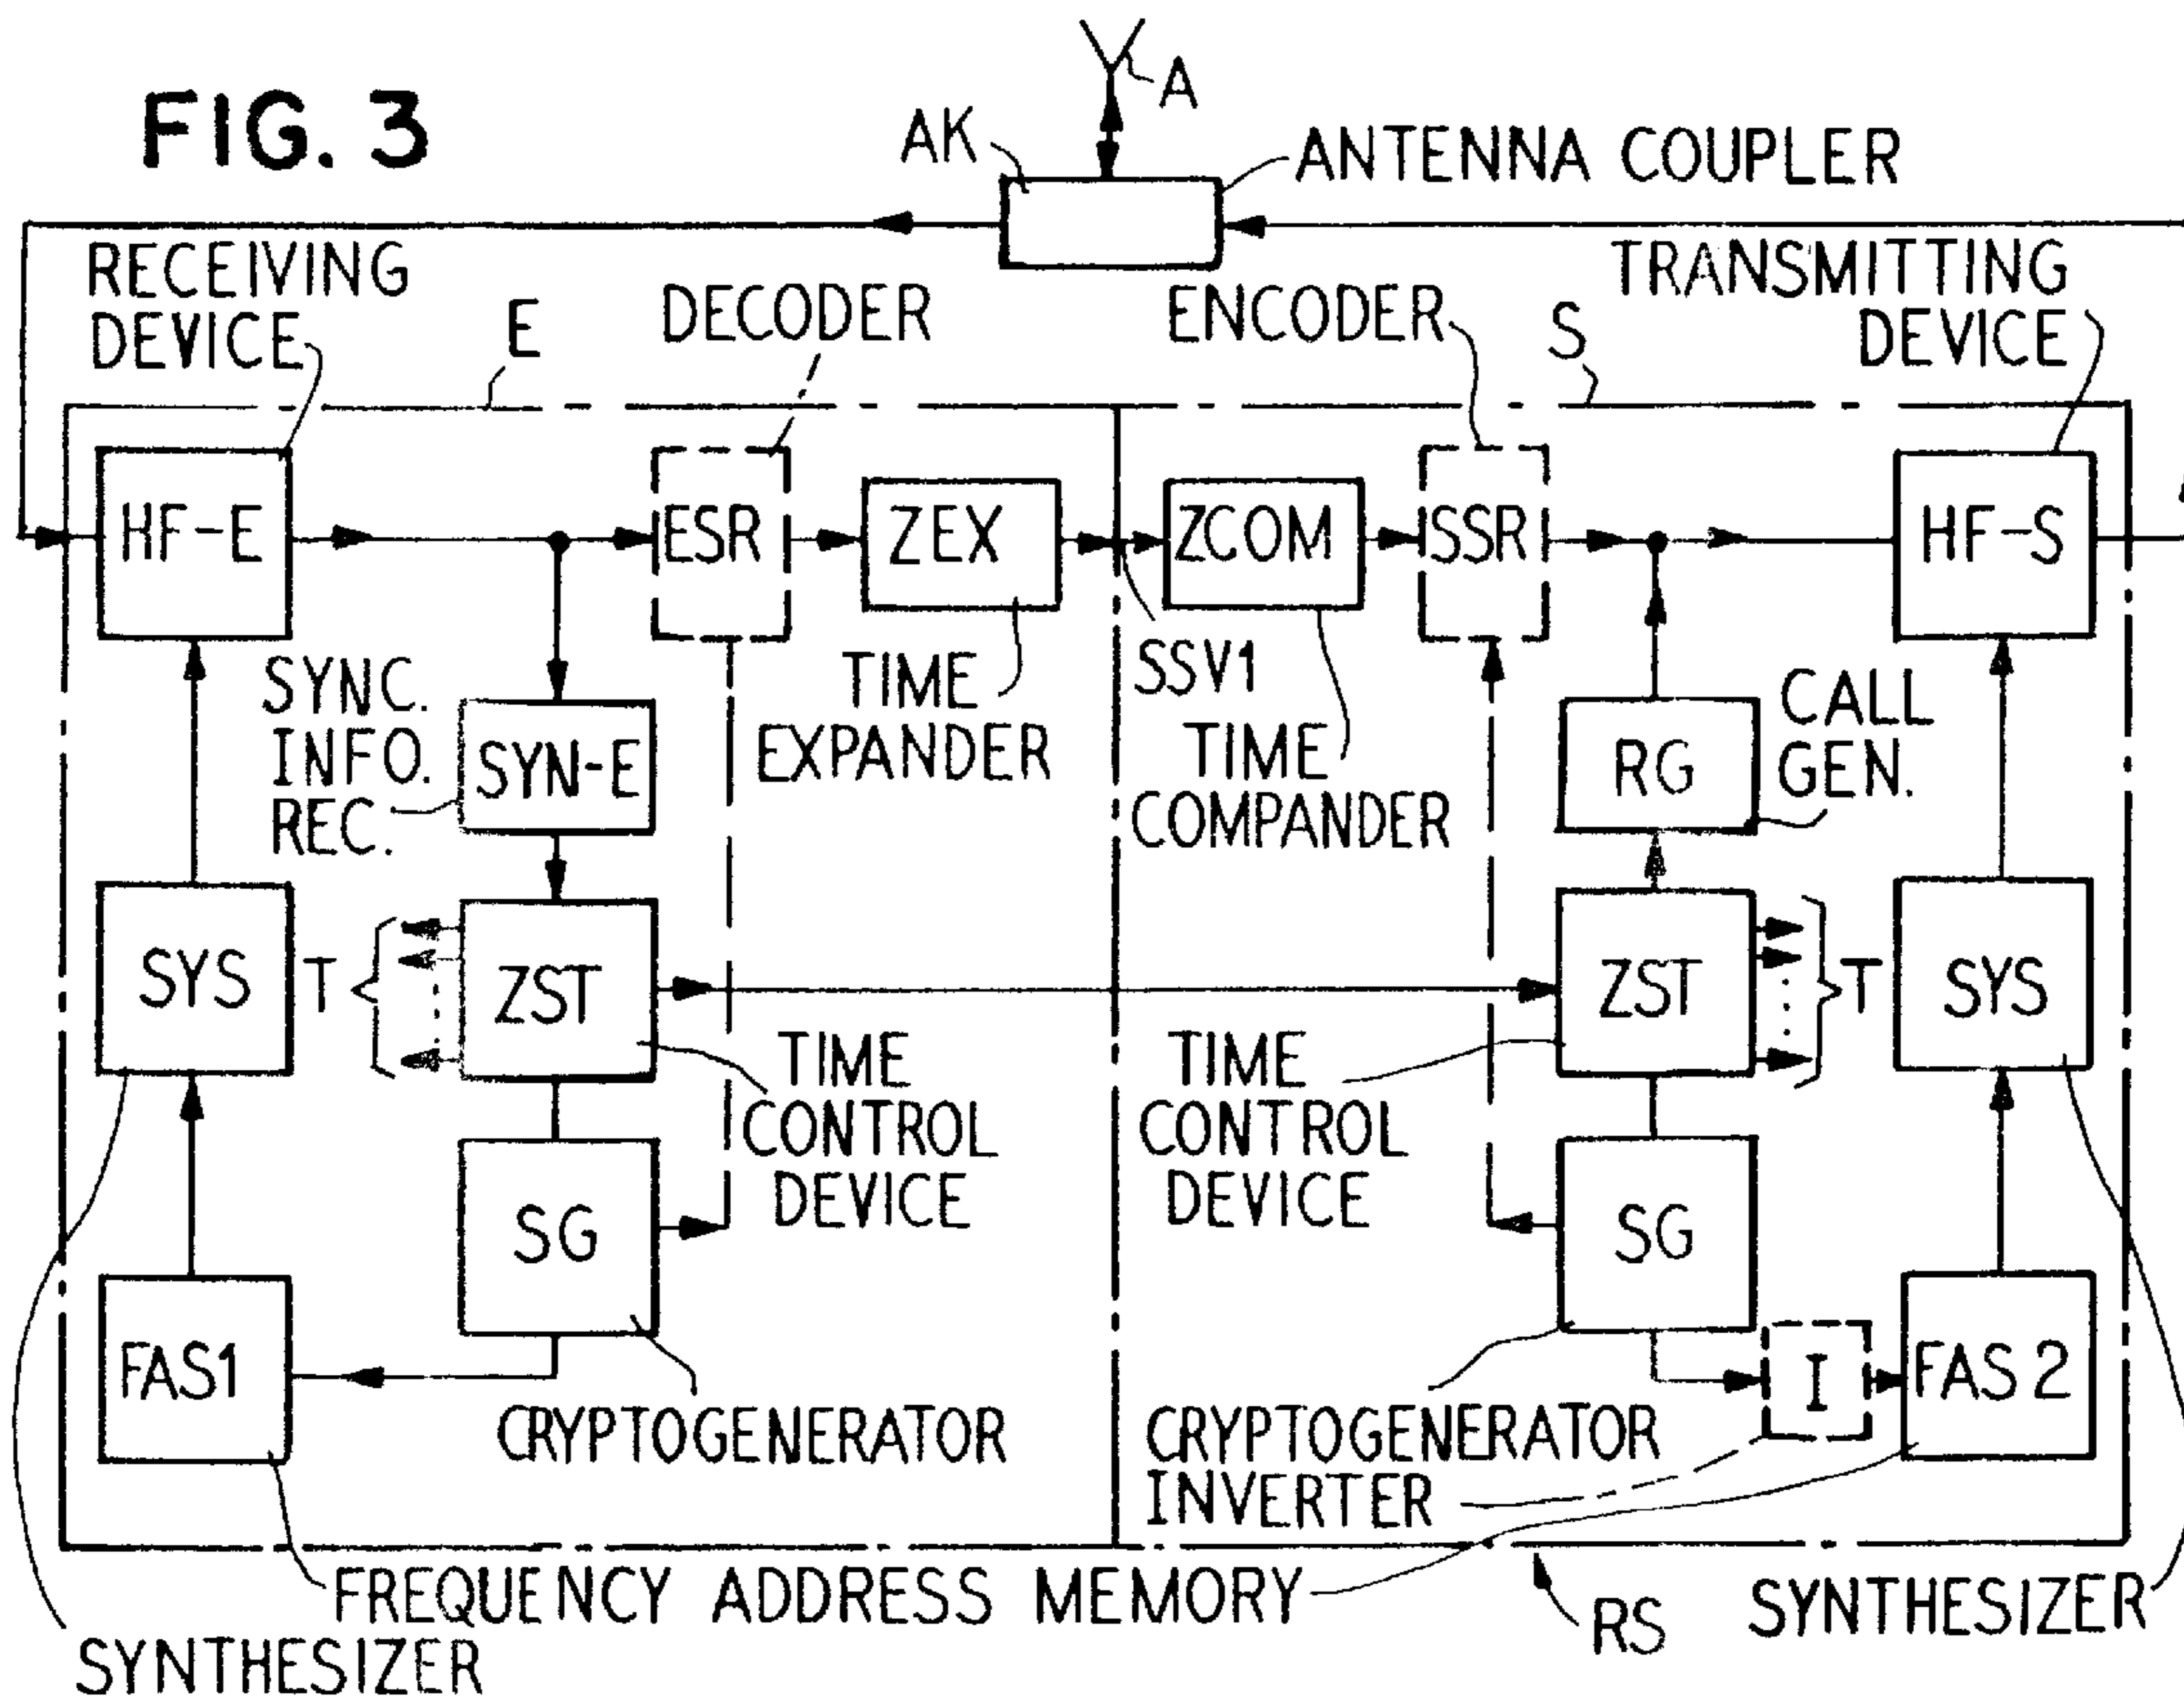 FIG. 3
A
AK
ANTENNA COUPLER
RECEIVING
DEVICE
E
DECODER
ENCODER
S
TRANSMITTING
DEVICE
HF-E
ESR
ZEX
ZCOM
SSR
HF-S
SSV1
SYNC.
INFO.
REC.
SYN-E
TIME
EXPANDER
TIME
COMPANDER
RG
CALL
GEN.
SYS
T
ZST
ZST
T
SYS
TIME
CONTROL
DEVICE
TIME
CONTROL
DEVICE
SG
SG
FAS1
I
FAS 2
CRYPTOGENERATOR
CRYPTOGENERATOR
INVERTER
FREQUENCY ADDRESS MEMORY
RS
SYNTHESIZER
SYNTHESIZER